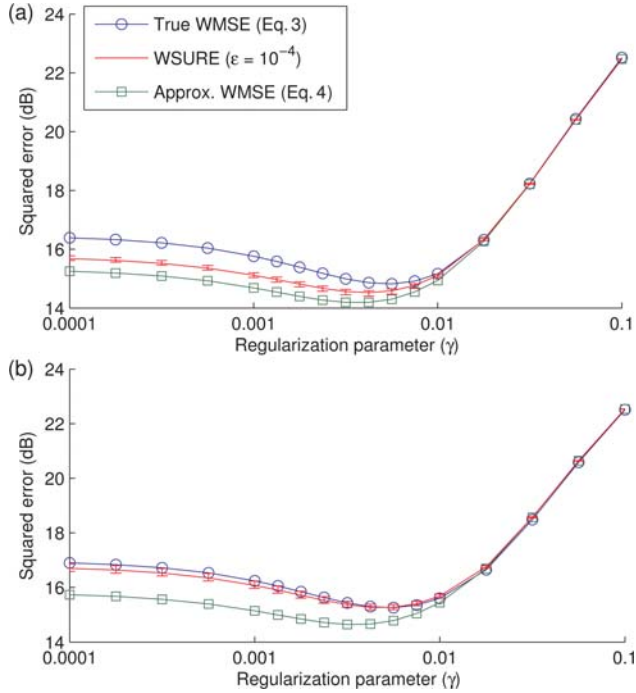 (a)
True WMSE (Eq. 3)
WSURE (ε = 10⁻⁴)
Approx. WMSE (Eq. 4)
Squared error (dB)
24
22
20
18
16
14
0.0001
0.001
0.01
0.1
Regularization parameter (γ)
(b)
Squared error (dB)
24
22
20
18
16
14
0.0001
0.001
0.01
0.1
Regularization parameter (γ)